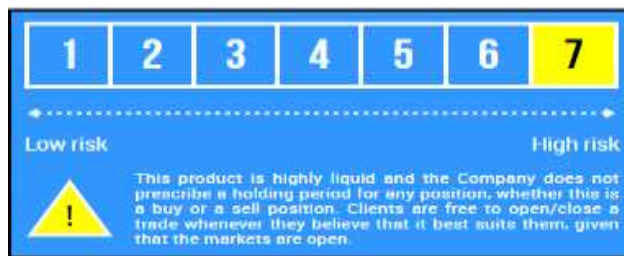 1 2 3 4 5 6 7
Low risk High risk
This product is highly liquid and the Company does not
prescribe a holding period for any position, whether this is
a buy or a sell position. Clients are free to open/close a
trade whenever they believe that it best suits them, given
that the markets are open.
!